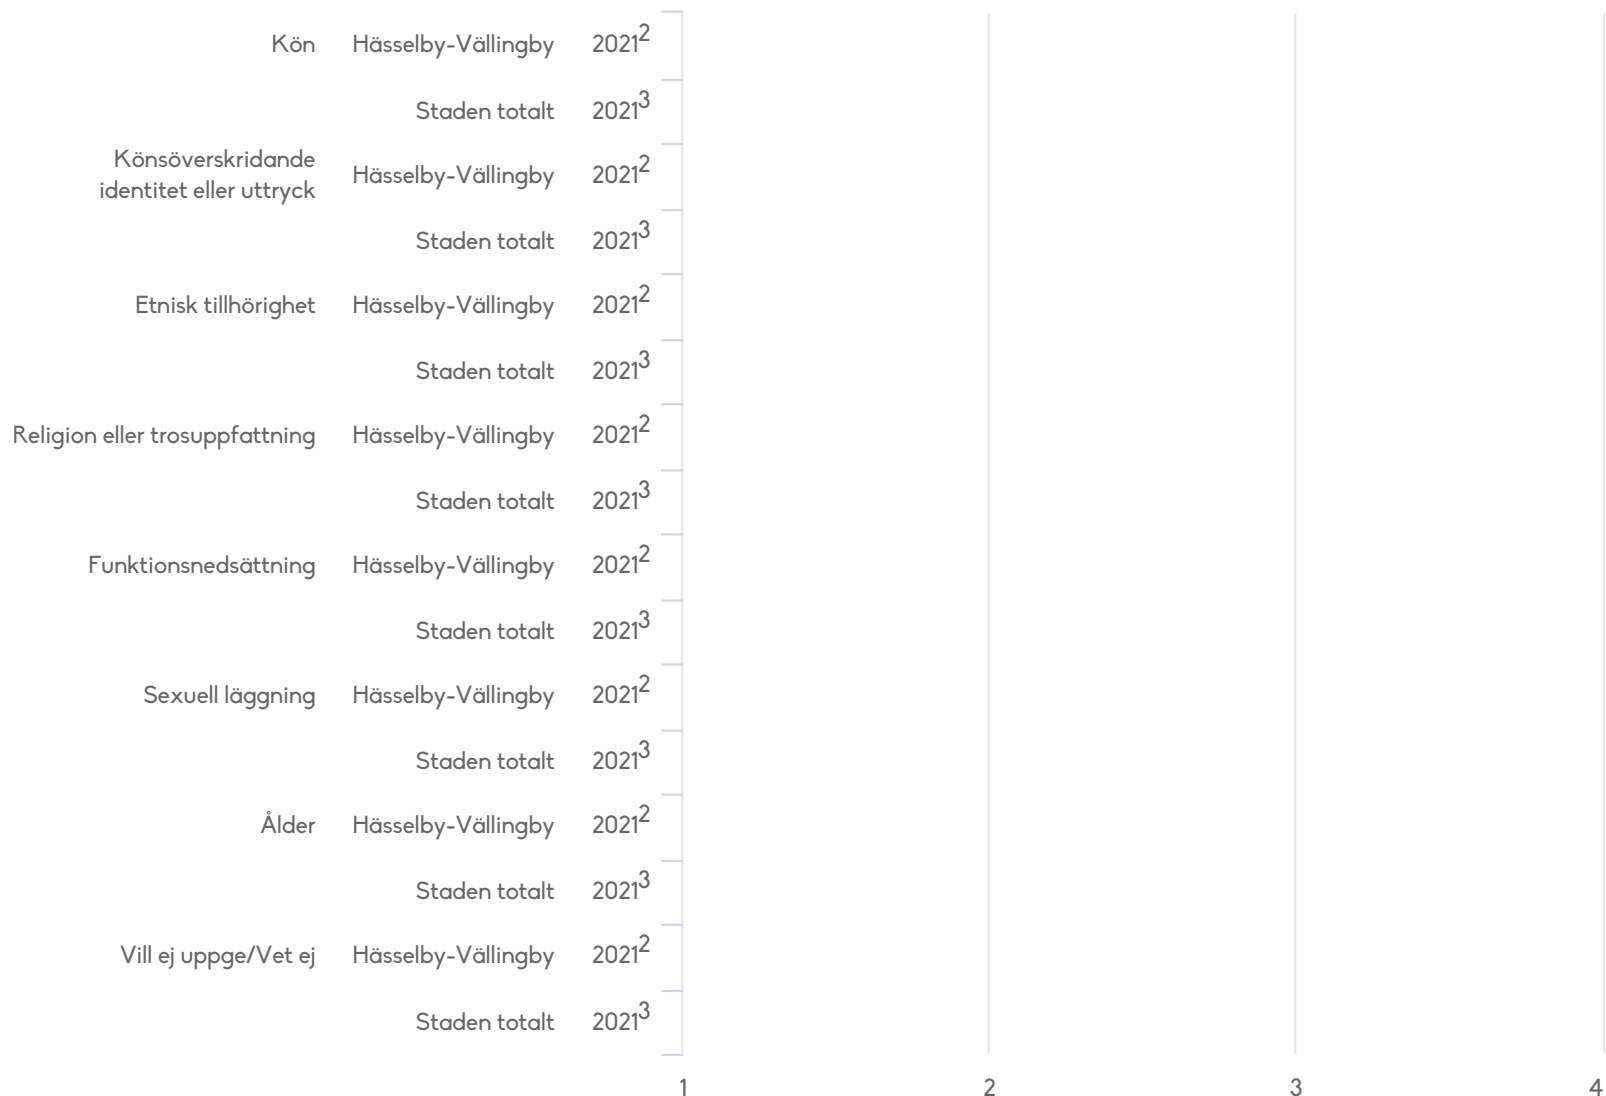 Kön Hässelby-Vällingby 2021²
Staden totalt 2021³
Könsöverskridande
identitet eller uttryck Hässelby-Vällingby 2021²
Staden totalt 2021³
Etnisk tillhörighet Hässelby-Vällingby 2021²
Staden totalt 2021³
Religion eller trosuppfattning Hässelby-Vällingby 2021²
Staden totalt 2021³
Funktionsnedsättning Hässelby-Vällingby 2021²
Staden totalt 2021³
Sexuell läggning Hässelby-Vällingby 2021²
Staden totalt 2021³
Ålder Hässelby-Vällingby 2021²
Staden totalt 2021³
Vill ej uppge/Vet ej Hässelby-Vällingby 2021²
Staden totalt 2021³
1 2 3 4